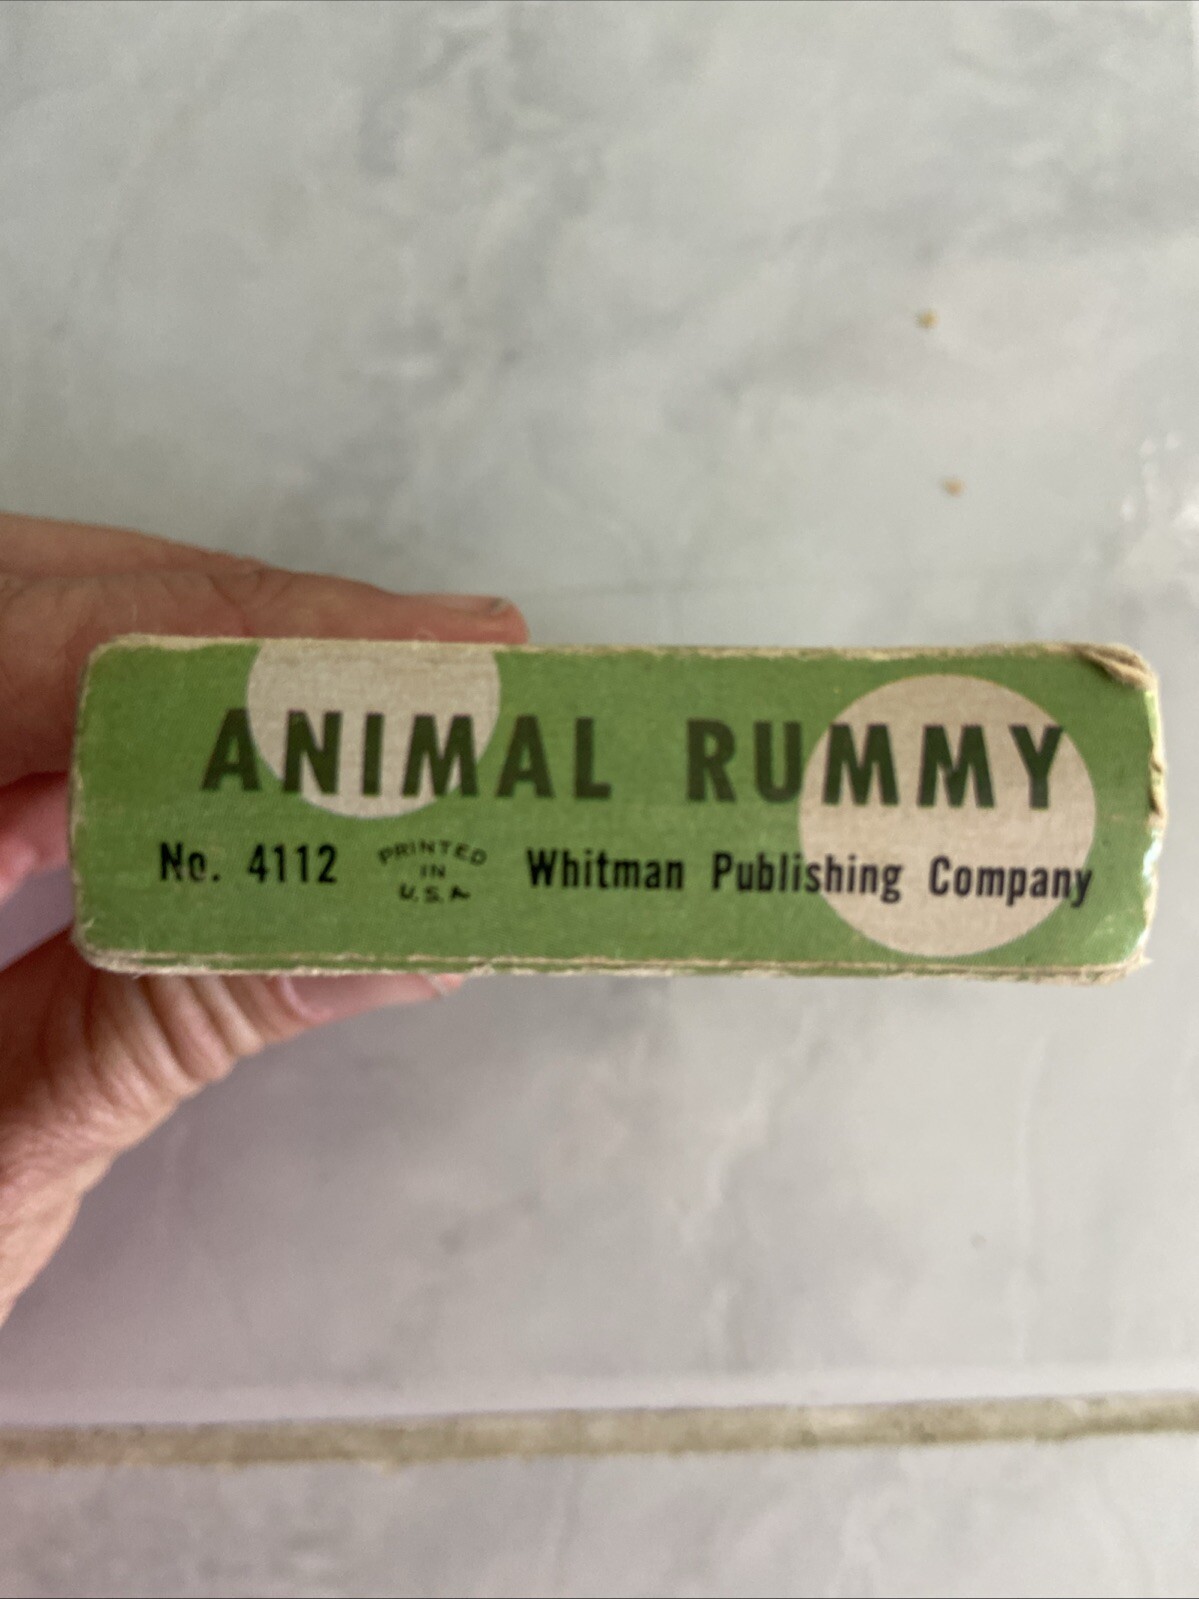 ANIMAL RUMMY
No. 4112
PRINTED
IN
U.S.A.
Whitman Publishing Company